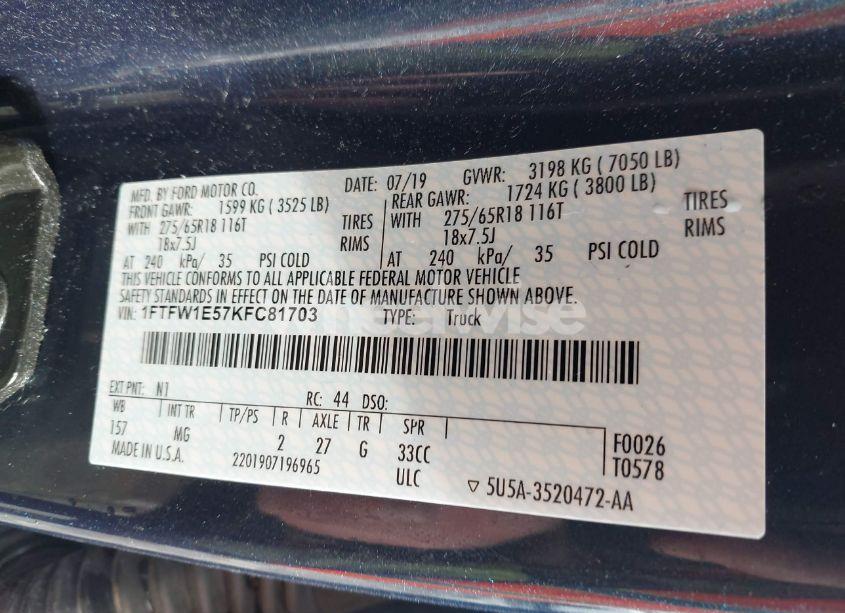 MFD. BY FORD MOTOR CO. DATE: 07/19 GVWR: 3198 KG ( 7050 LB)
FRONT GAWR: 1599 KG ( 3525 LB) REAR GAWR: 1724 KG ( 3800 LB)
WITH 275/65R18 116T TIRES WITH 275/65R18 116T TIRES
18x7.5J RIMS 18x7.5J RIMS
AT 240 kPa/ 35 PSI COLD AT 240 kPa/ 35 PSI COLD
THIS VEHICLE CONFORMS TO ALL APPLICABLE FEDERAL MOTOR VEHICLE
SAFETY STANDARDS IN EFFECT ON THE DATE OF MANUFACTURE SHOWN ABOVE.
VIN: 1FTFW1E57KFC81703 TYPE: Truck
EXT PNT: N1 RC: 44 DSO:
WB INT TR TP/PS R AXLE TR SPR
157 MG 2 27 G 33CC F0026
MADE IN U.S.A. 2201907196965 ULC T0578
▽ 5U5A-3520472-AA